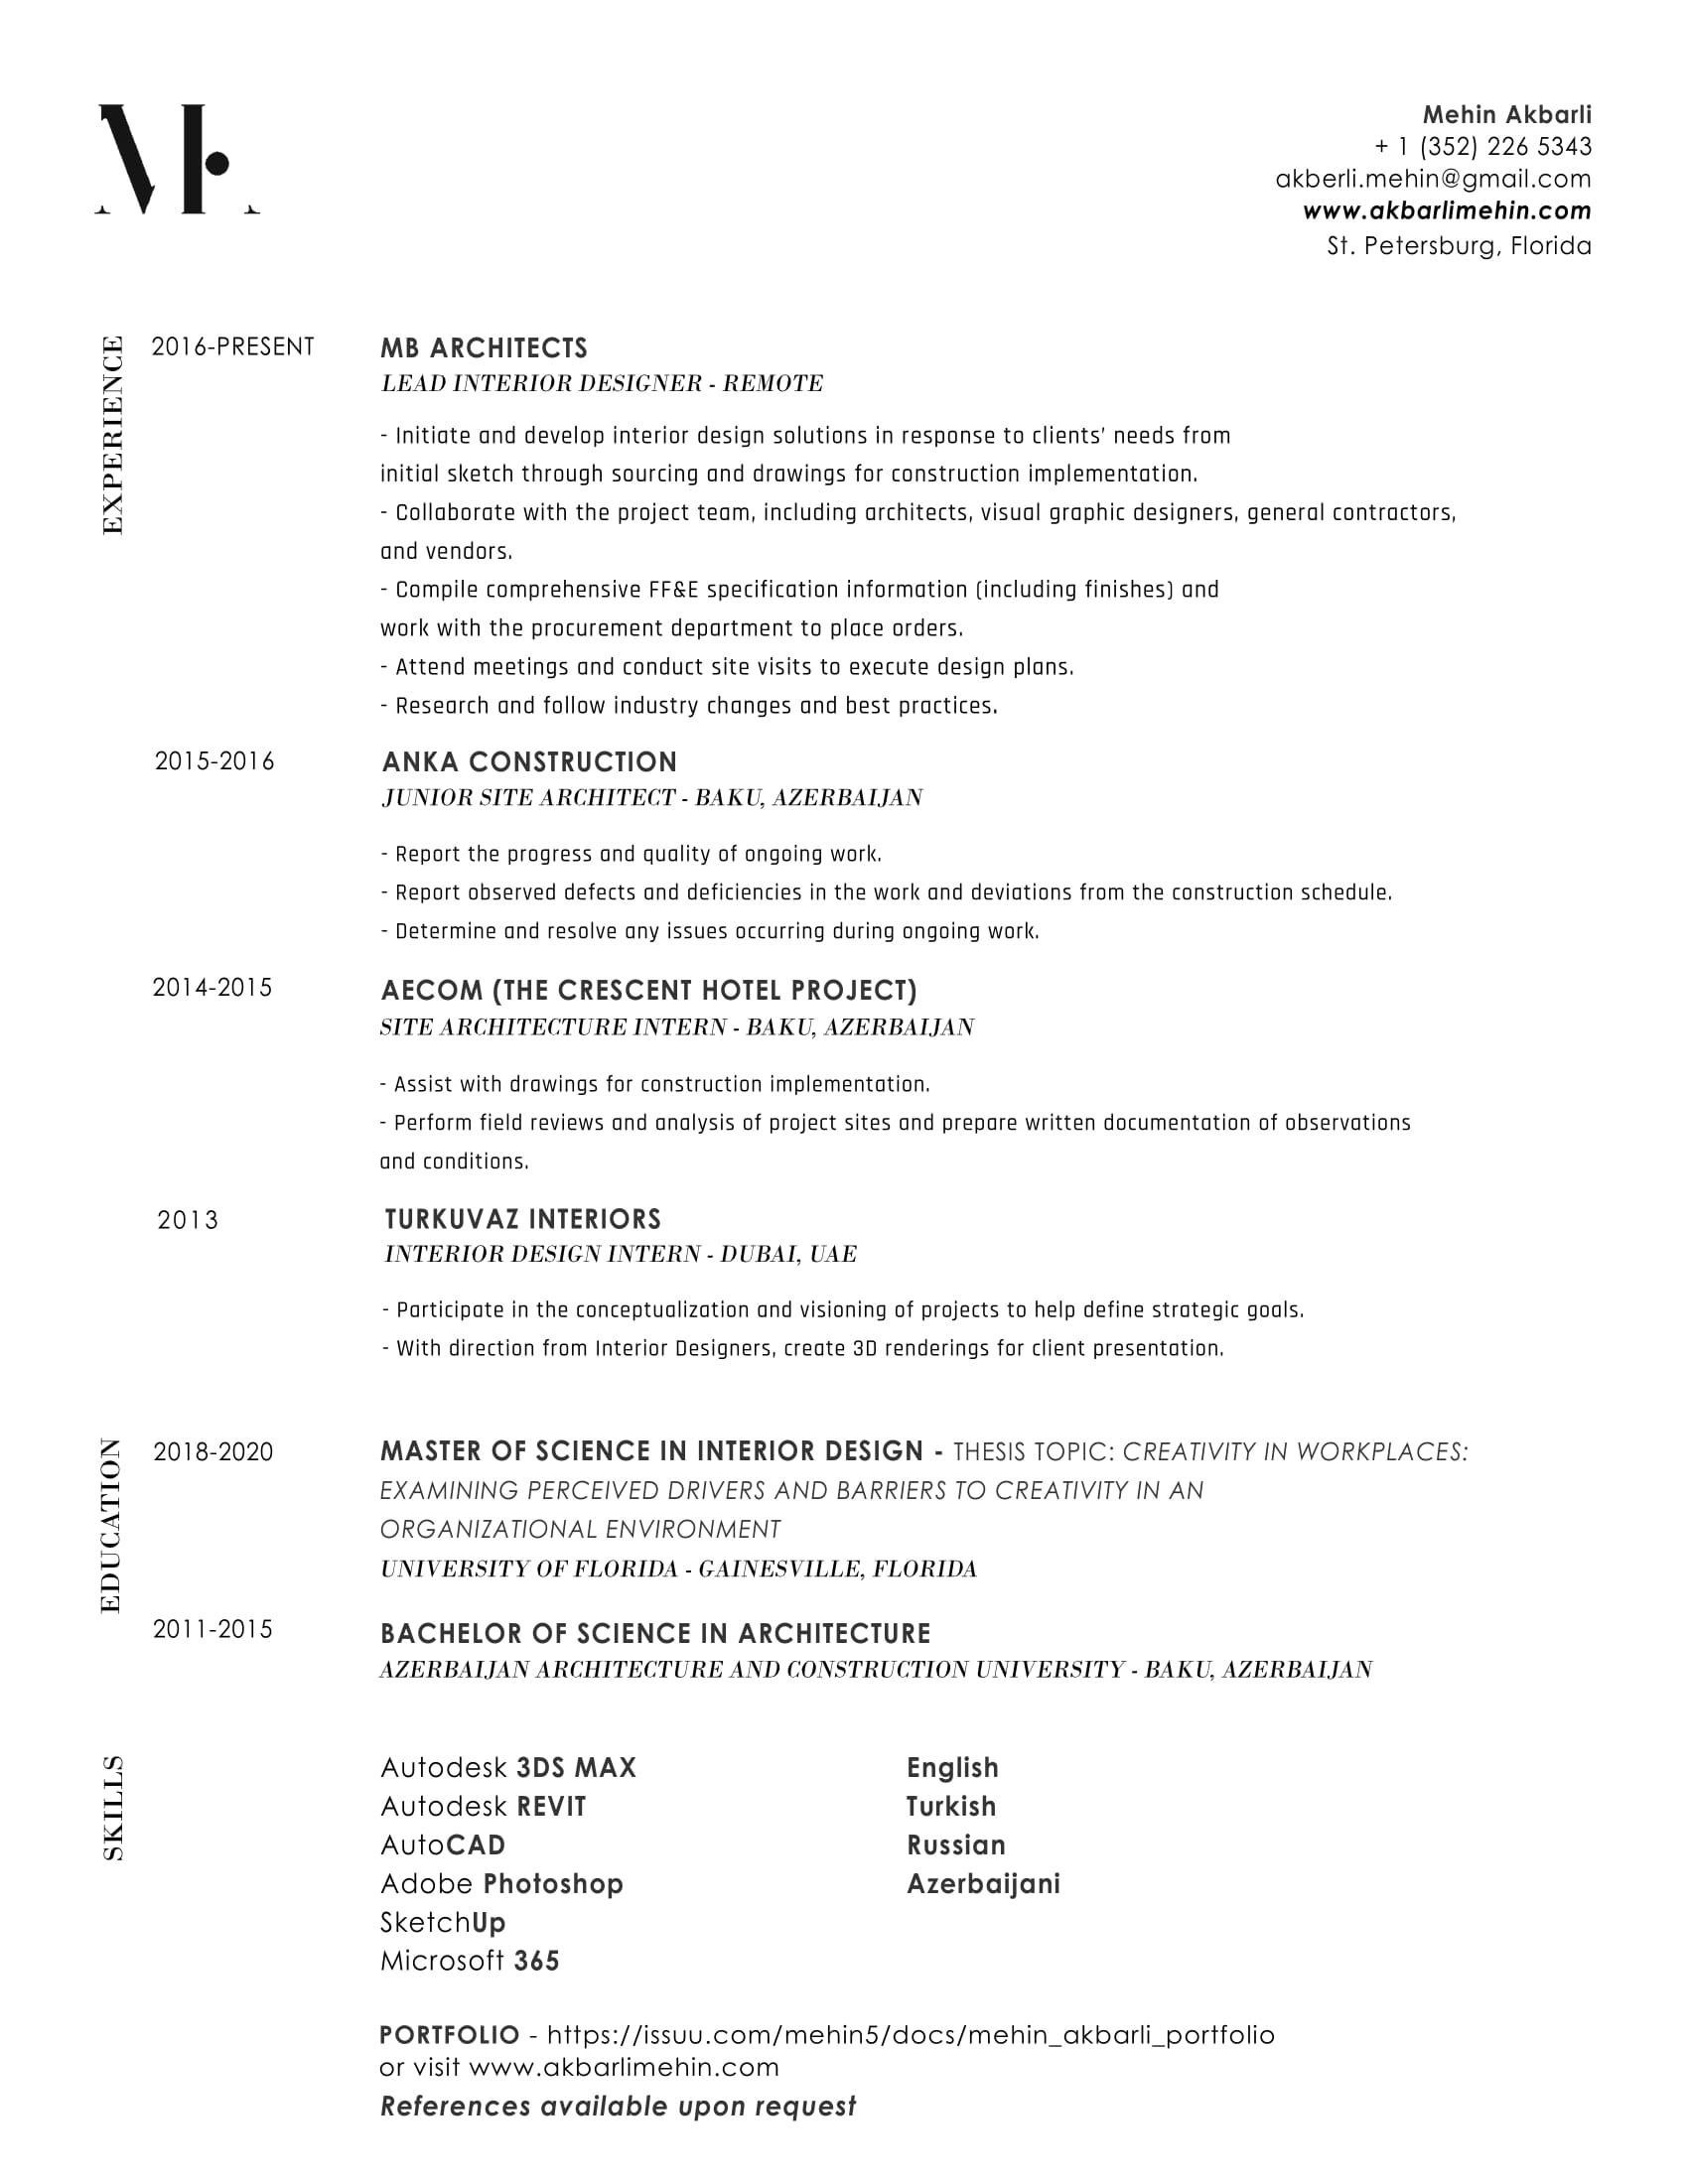 Mehin Akbarli
+ 1 (352) 226 5343
akberli.mehin@gmail.com
www.akbarlimehin.com
St. Petersburg, Florida
EXPERIENCE
2016-PRESENT
MB ARCHITECTS
LEAD INTERIOR DESIGNER - REMOTE
- Initiate and develop interior design solutions in response to clients’ needs from
initial sketch through sourcing and drawings for construction implementation.
- Collaborate with the project team, including architects, visual graphic designers, general contractors,
and vendors.
- Compile comprehensive FF&E specification information (including finishes) and
work with the procurement department to place orders.
- Attend meetings and conduct site visits to execute design plans.
- Research and follow industry changes and best practices.
2015-2016
ANKA CONSTRUCTION
JUNIOR SITE ARCHITECT - BAKU, AZERBAIJAN
- Report the progress and quality of ongoing work.
- Report observed defects and deficiencies in the work and deviations from the construction schedule.
- Determine and resolve any issues occurring during ongoing work.
2014-2015
AECOM (THE CRESCENT HOTEL PROJECT)
SITE ARCHITECTURE INTERN - BAKU, AZERBAIJAN
- Assist with drawings for construction implementation.
- Perform field reviews and analysis of project sites and prepare written documentation of observations
and conditions.
2013
TURKUVAZ INTERIORS
INTERIOR DESIGN INTERN - DUBAI, UAE
- Participate in the conceptualization and visioning of projects to help define strategic goals.
- With direction from Interior Designers, create 3D renderings for client presentation.
EDUCATION
2018-2020
MASTER OF SCIENCE IN INTERIOR DESIGN - THESIS TOPIC: CREATIVITY IN WORKPLACES:
EXAMINING PERCEIVED DRIVERS AND BARRIERS TO CREATIVITY IN AN
ORGANIZATIONAL ENVIRONMENT
UNIVERSITY OF FLORIDA - GAINESVILLE, FLORIDA
2011-2015
BACHELOR OF SCIENCE IN ARCHITECTURE
AZERBAIJAN ARCHITECTURE AND CONSTRUCTION UNIVERSITY - BAKU, AZERBAIJAN
SKILLS
Autodesk 3DS MAX
Autodesk REVIT
AutoCAD
Adobe Photoshop
SketchUp
Microsoft 365
English
Turkish
Russian
Azerbaijani
PORTFOLIO - https://issuu.com/mehin5/docs/mehin_akbarli_portfolio
or visit www.akbarlimehin.com
References available upon request